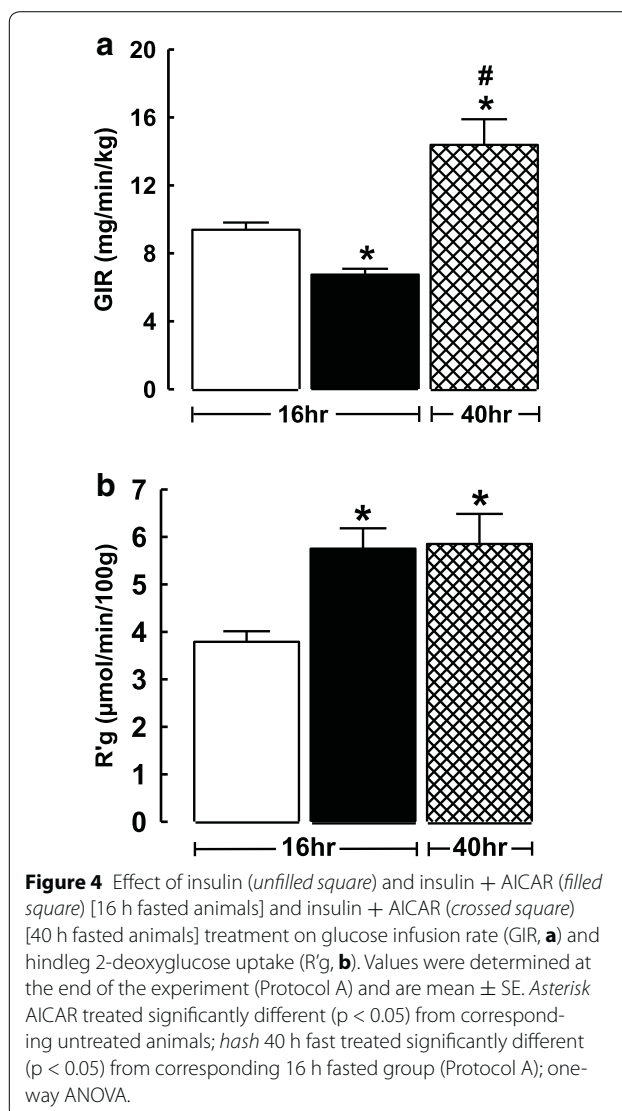 a
20
16
12
8
4
0
GIR (mg/min/kg)
*
#
*
16hr
40hr
b
7
6
5
4
3
2
1
0
R'g (µmol/min/100g)
*
*
16hr
40hr
Figure 4 Effect of insulin (unfilled square) and insulin + AICAR (filled
square) [16 h fasted animals] and insulin + AICAR (crossed square)
[40 h fasted animals] treatment on glucose infusion rate (GIR, a) and
hindleg 2-deoxyglucose uptake (R'g, b). Values were determined at
the end of the experiment (Protocol A) and are mean ± SE. Asterisk
AICAR treated significantly different (p < 0.05) from correspond-
ing untreated animals; hash 40 h fast treated significantly different
(p < 0.05) from corresponding 16 h fasted group (Protocol A); one-
way ANOVA.